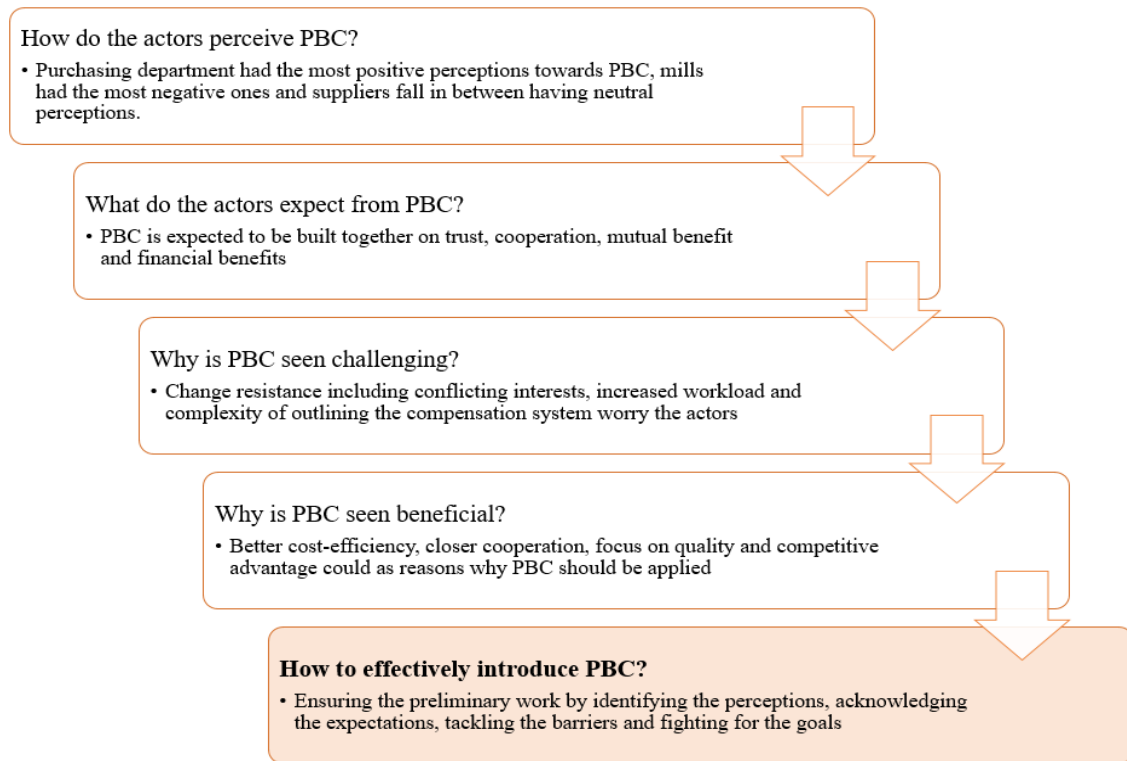 How do the actors perceive PBC?
• Purchasing department had the most positive perceptions towards PBC, mills
had the most negative ones and suppliers fall in between having neutral
perceptions.
What do the actors expect from PBC?
• PBC is expected to be built together on trust, cooperation, mutual benefit
and financial benefits
Why is PBC seen challenging?
• Change resistance including conflicting interests, increased workload and
complexity of outlining the compensation system worry the actors
Why is PBC seen beneficial?
• Better cost-efficiency, closer cooperation, focus on quality and competitive
advantage could as reasons why PBC should be applied
How to effectively introduce PBC?
• Ensuring the preliminary work by identifying the perceptions, acknowledging
the expectations, tackling the barriers and fighting for the goals